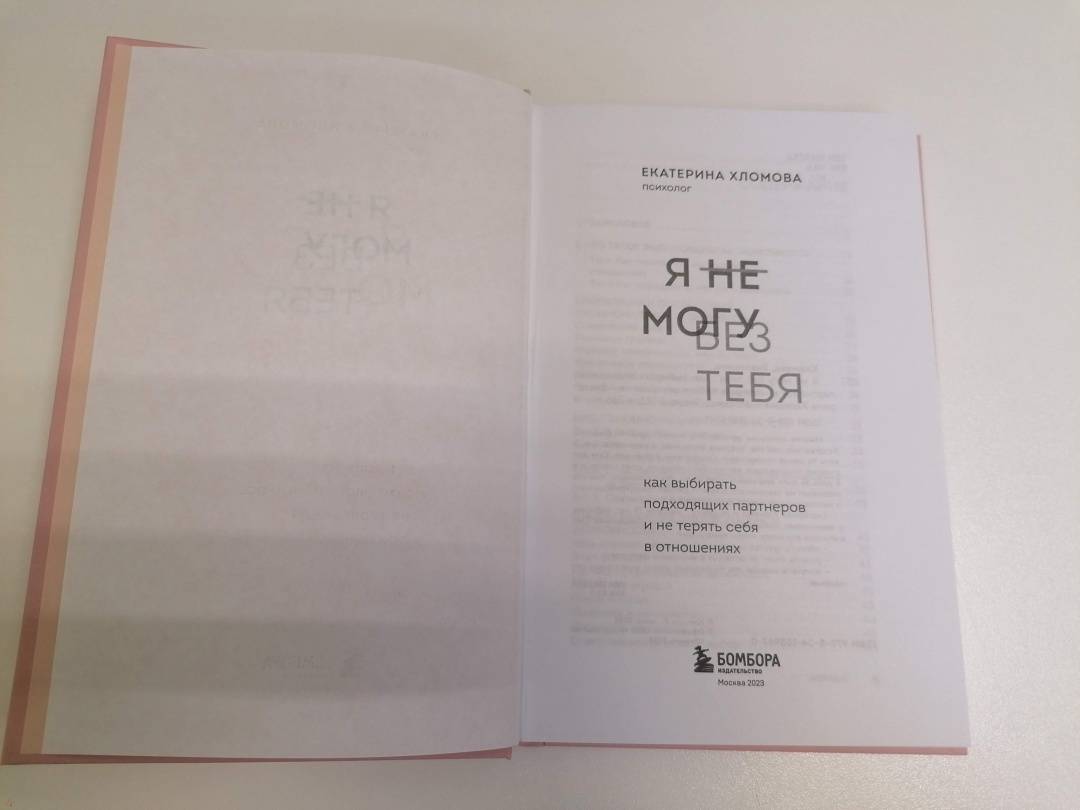 ЕКАТЕРИНА ХЛОМОВА
ПСИХОЛОГ
Я НЕ
МОГУ
БЕЗ
ТЕБЯ
как выбирать
подходящих партнеров
и не терять себя
в отношениях
БОМБОРА
ИЗДАТЕЛЬСТВО
Москва 2023